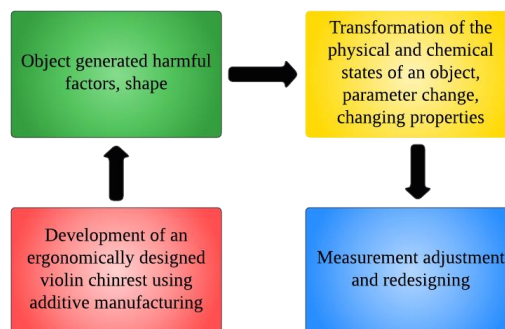 Object generated harmful
factors, shape
Transformation of the
physical and chemical
states of an object,
parameter change,
changing properties
Development of an
ergonomically designed
violin chinrest using
additive manufacturing
Measurement adjustment
and redesigning